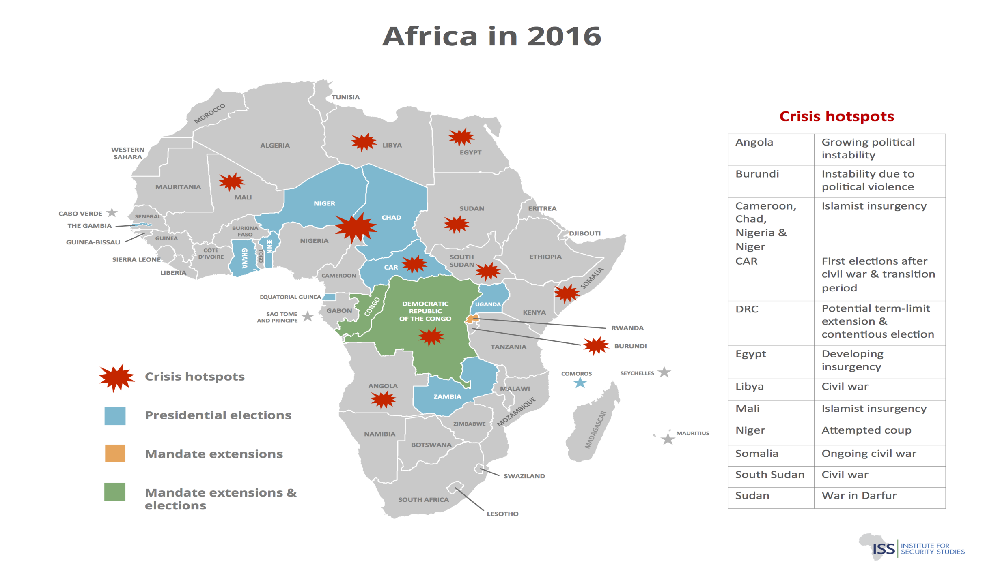 Africa in 2016
TUNISIA
MOROCCO
WESTERN
SAHARA
ALGERIA
LIBYA
EGYPT
MAURITANIA
MALI
NIGER
CHAD
SUDAN
ERITREA
CABO VERDE
SENEGAL
THE GAMBIA
GUINEA-BISSAU
GUINEA
BURKINA
FASO
BENIN
NIGERIA
DJIBOUTI
SIERRA LEONE
CÔTE
D'IVOIRE
GHANA
TOGO
SOUTH
SUDAN
ETHIOPIA
LIBERIA
CAMEROON
CAR
SOMALIA
EQUATORIAL GUINEA
GABON
CONGO
DEMOCRATIC
REPUBLIC
OF THE CONGO
UGANDA
KENYA
SAO TOME
AND PRINCIPE
RWANDA
BURUNDI
TANZANIA
COMOROS
SEYCHELLES
ANGOLA
ZAMBIA
MALAWI
MOZAMBIQUE
MADAGASCAR
MAURITIUS
NAMIBIA
ZIMBABWE
BOTSWANA
SWAZILAND
SOUTH AFRICA
LESOTHO
Crisis hotspots
Presidential elections
Mandate extensions
Mandate extensions &
elections
Crisis hotspots
Angola
Growing political
instability
Burundi
Instability due to
political violence
Cameroon,
Chad,
Nigeria &
Niger
Islamist insurgency
CAR
First elections after
civil war & transition
period
DRC
Potential term-limit
extension &
contentious election
Egypt
Developing
insurgency
Libya
Civil war
Mali
Islamist insurgency
Niger
Attempted coup
Somalia
Ongoing civil war
South Sudan
Civil war
Sudan
War in Darfur
ISS
INSTITUTE FOR
SECURITY STUDIES